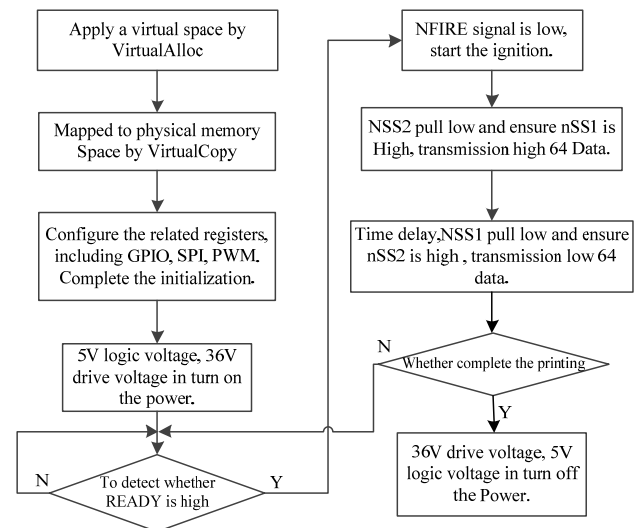 Apply a virtual space by
VirtualAlloc
Mapped to physical memory
Space by VirtualCopy
Configure the related registers,
including GPIO, SPI, PWM.
Complete the initialization.
5V logic voltage, 36V
drive voltage in turn on
the power.
To detect whether
READY is high
N
Y
NFIRE signal is low,
start the ignition.
NSS2 pull low and ensure nSS1 is
High, transmission high 64 Data.
Time delay,NSS1 pull low and ensure
nSS2 is high , transmission low 64
data.
N
Whether complete the printing
Y
36V drive voltage, 5V
logic voltage in turn off
the Power.